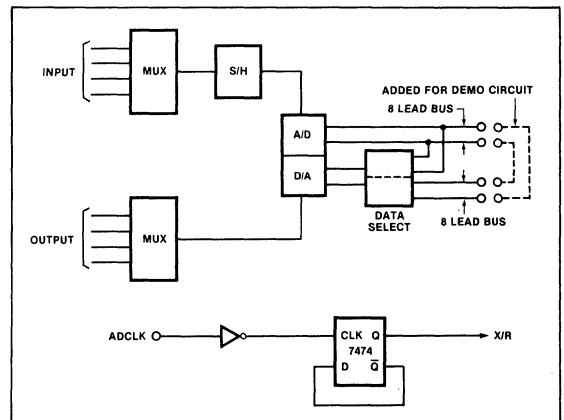 INPUT
MUX
S/H
ADDED FOR DEMO CIRCUIT
8 LEAD BUS
A/D
D/A
DATA
SELECT
8 LEAD BUS
OUTPUT
MUX
ADCLK
CLK Q
7474
D Q̅
X/R